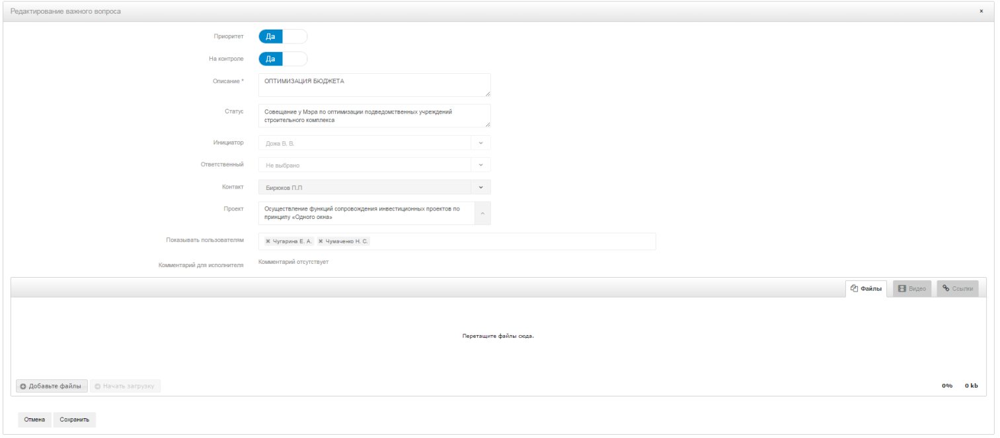 Редактирование важного вопроса
×
Приоритет
Да
На контроле
Да
Описание *
ОПТИМИЗАЦИЯ БЮДЖЕТА
Статус
Совещание у Мэра по оптимизации подведомственных учреждений
строительного комплекса
Инициатор
Дожа В. В.
Ответственный
Не выбрано
Контакт
Бирюков П.П
Проект
Осуществление функций сопровождения инвестиционных проектов по
принципу «Одного окна»
Показывать пользователям
Чугарина Е. А. Чумаченко Н. С.
Комментарий для исполнителя
Комментарий отсутствует
Файлы Видео Ссылки
Перетащите файлы сюда.
Добавьте файлы Начать загрузку 0% 0 kb
Отмена Сохранить